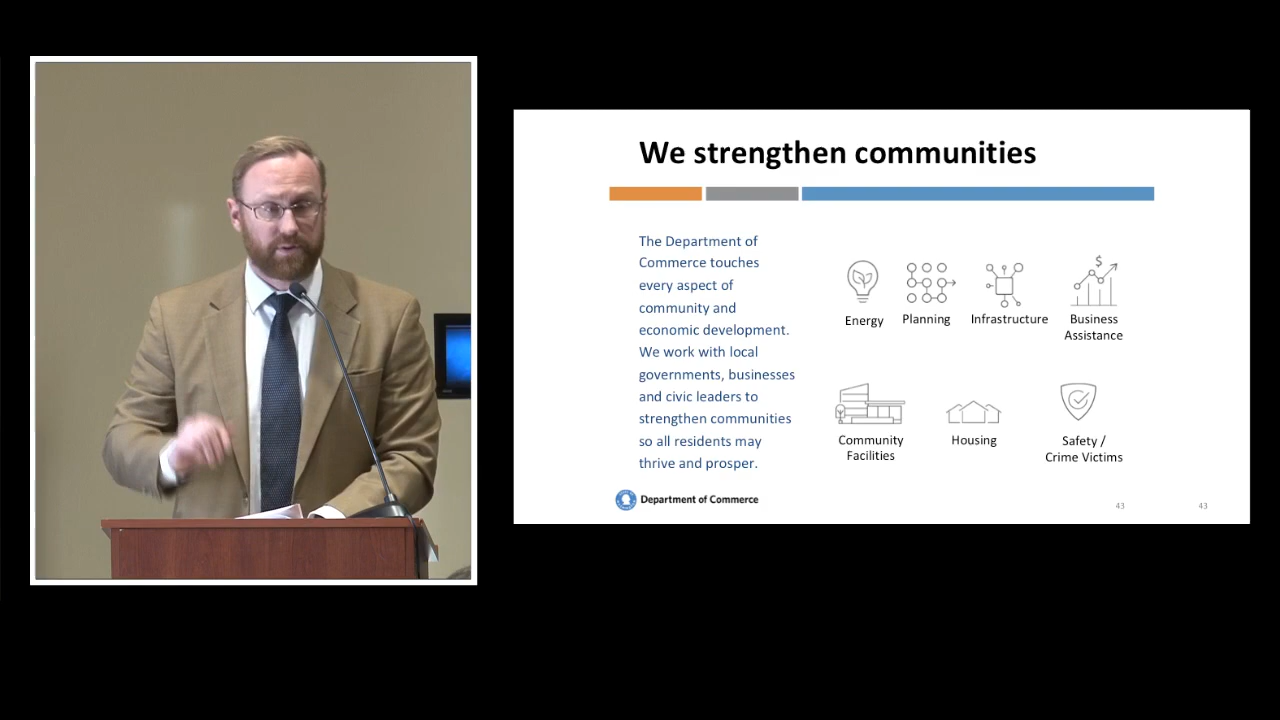 We strengthen communities
The Department of
Commerce touches
every aspect of
community and
economic development.
We work with local
governments, businesses
and civic leaders to
strengthen communities
so all residents may
thrive and prosper.
$
Energy
Planning
Infrastructure
Business
Assistance
Community
Facilities
Housing
Safety /
Crime Victims
Department of Commerce
43
43